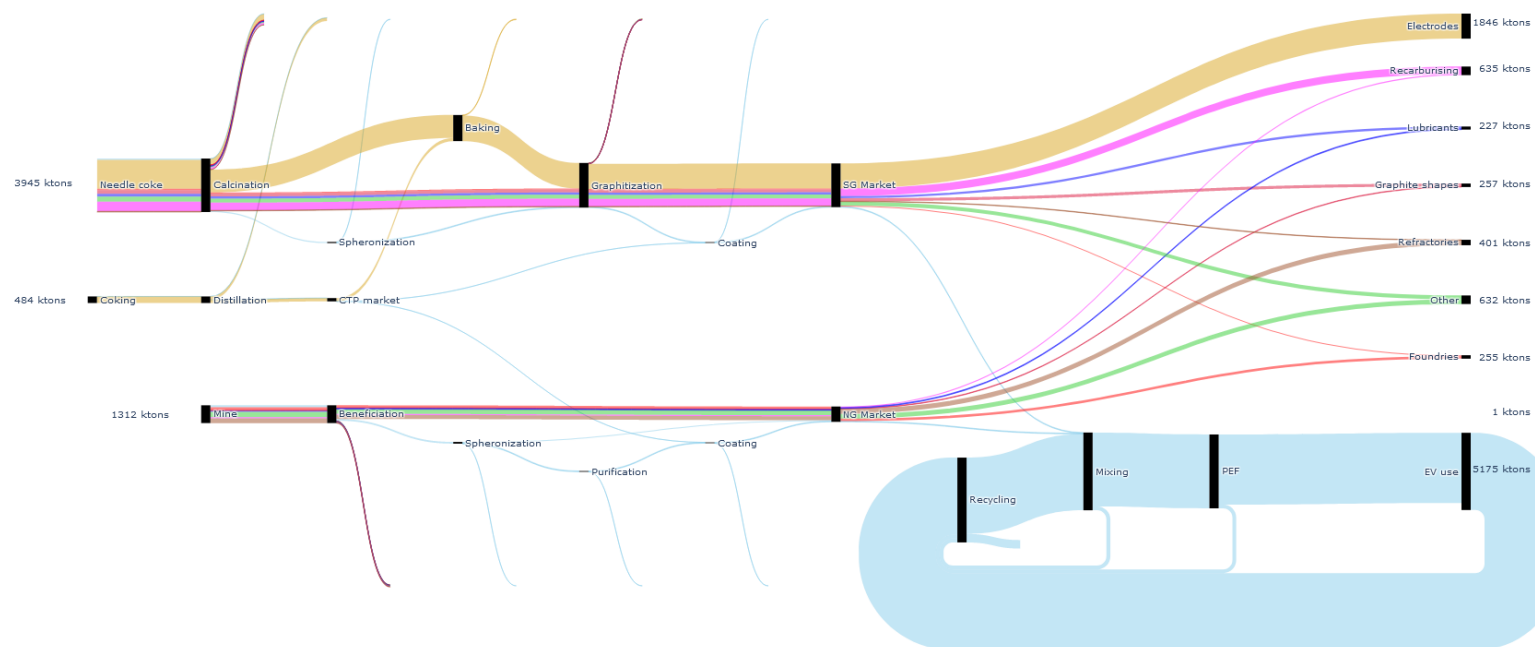 1846 ktons
Electrodes
635 ktons
Recarburising
Baking
227 ktons
Lubricants
3945 ktons
Needle coke
Calcination
Graphitization
SG Market
Graphite shapes
257 ktons
Spheronization
Coating
Refractories
401 ktons
484 ktons
Coking
Distillation
CTP market
Other
632 ktons
Foundries
255 ktons
1312 ktons
Mine
Beneficiation
NG Market
1 ktons
Spheronization
Coating
Purification
Recycling
Mixing
PEF
EV use
5175 ktons